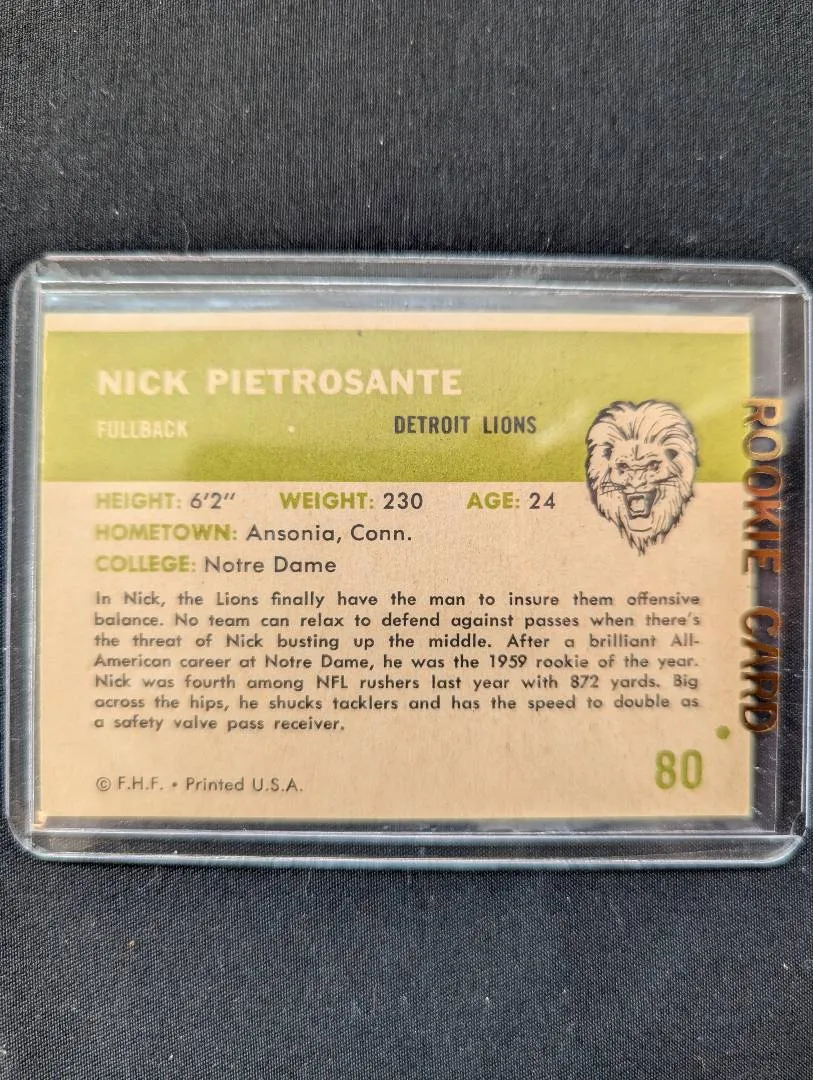 NICK PIETROSANTE
FULLBACK DETROIT LIONS
HEIGHT: 6'2" WEIGHT: 230 AGE: 24
HOMETOWN: Ansonia, Conn.
COLLEGE: Notre Dame
In Nick, the Lions finally have the man to insure them offensive
balance. No team can relax to defend against passes when there's
the threat of Nick busting up the middle. After a brilliant All-
American career at Notre Dame, he was the 1959 rookie of the year.
Nick was fourth among NFL rushers last year with 872 yards. Big
across the hips, he shucks tacklers and has the speed to double as
a safety valve pass receiver.
80
© F.H.F. • Printed U.S.A.
ROOKIE CARD